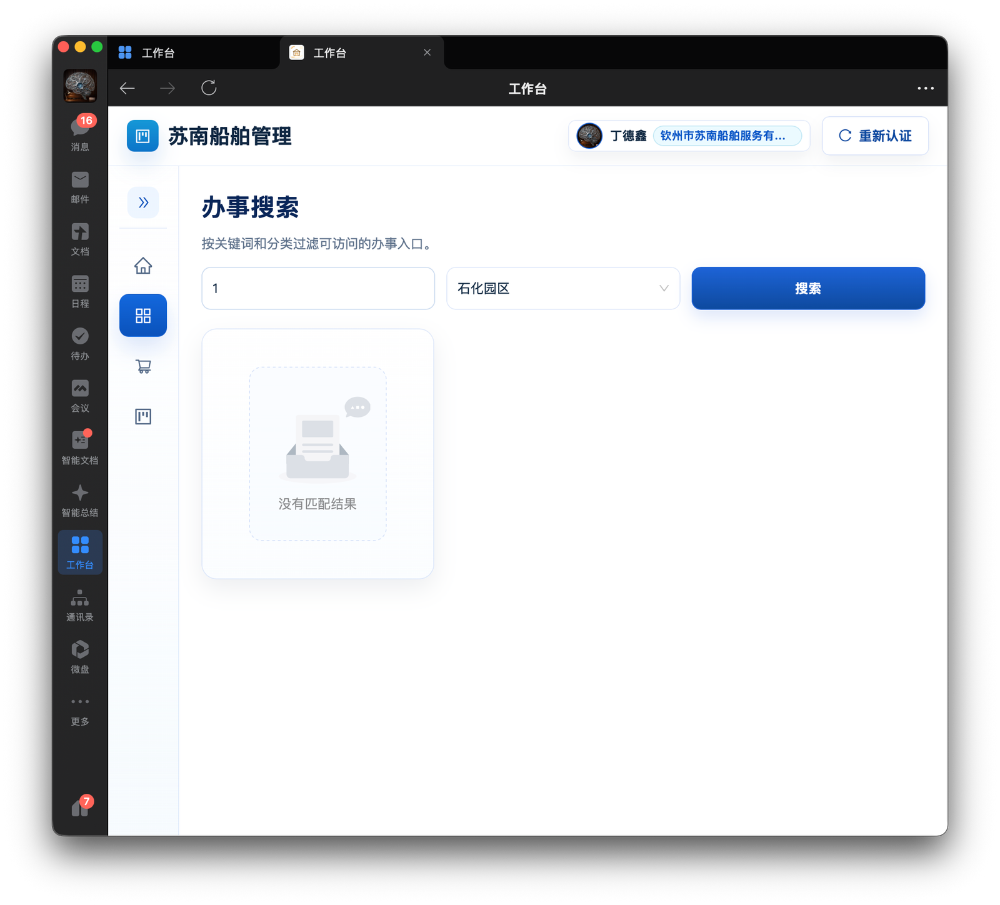 工作台
工作台
工作台
16
消息
邮件
文档
日程
待办
会议
智能文档
智能总结
工作台
通讯录
微盘
更多
7
苏南船舶管理
丁德鑫
钦州市苏南船舶服务有...
重新认证
办事搜索
按关键词和分类过滤可访问的办事入口。
1
石化园区
搜索
没有匹配结果